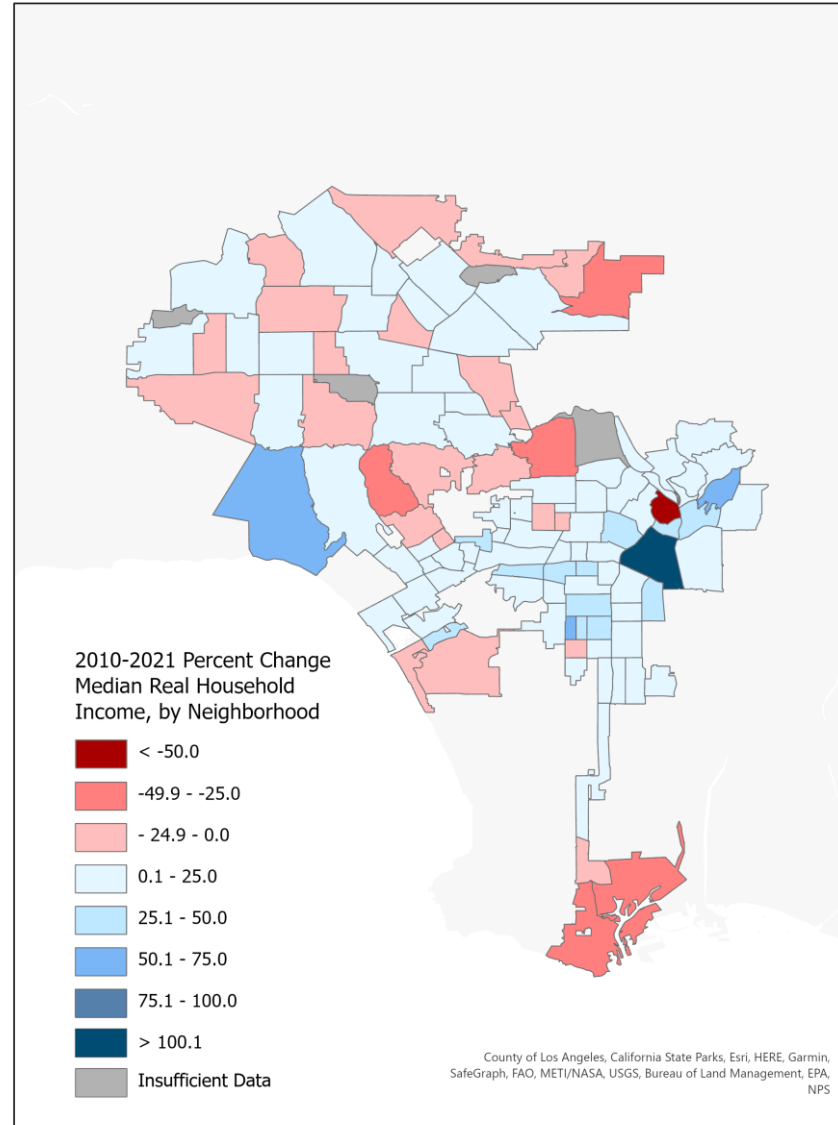 2010-2021 Percent Change
Median Real Household
Income, by Neighborhood
< -50.0
-49.9 - -25.0
- 24.9 - 0.0
0.1 - 25.0
25.1 - 50.0
50.1 - 75.0
75.1 - 100.0
> 100.1
Insufficient Data
County of Los Angeles, California State Parks, Esri, HERE, Garmin,
SafeGraph, FAO, METI/NASA, USGS, Bureau of Land Management, EPA,
NPS